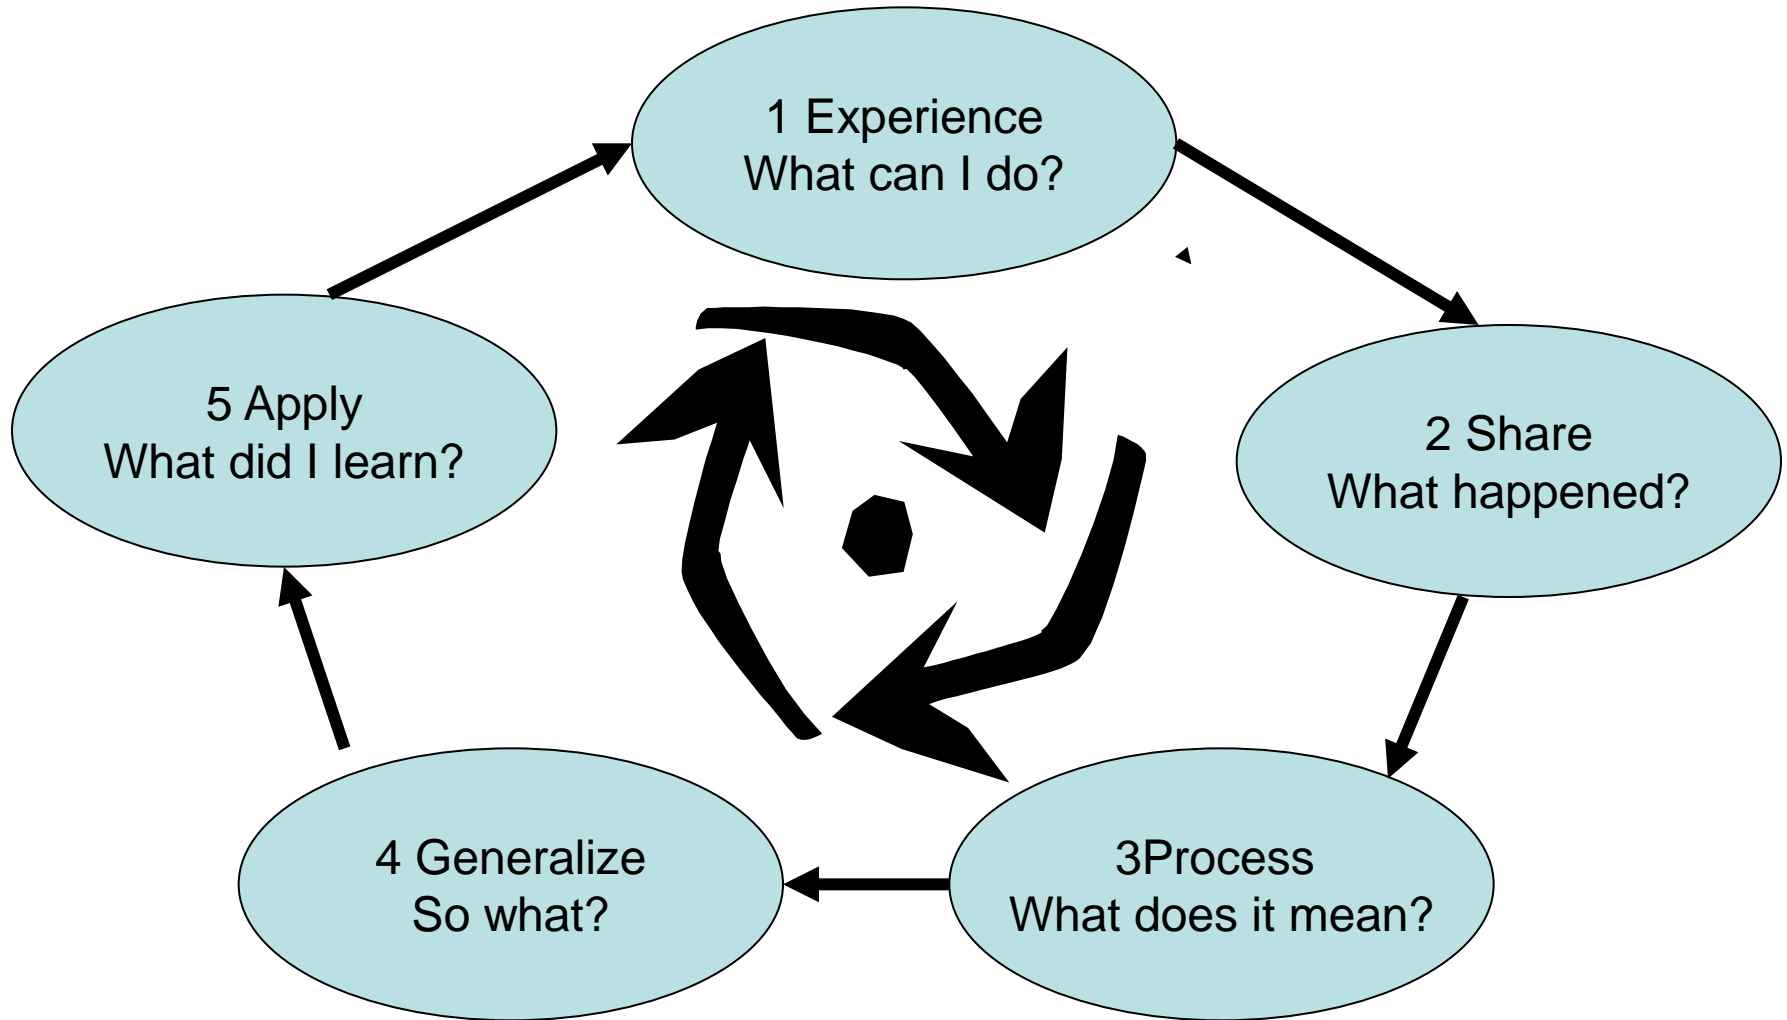 1 Experience
What can I do?
2 Share
What happened?
3Process
What does it mean?
4 Generalize
So what?
5 Apply
What did I learn?